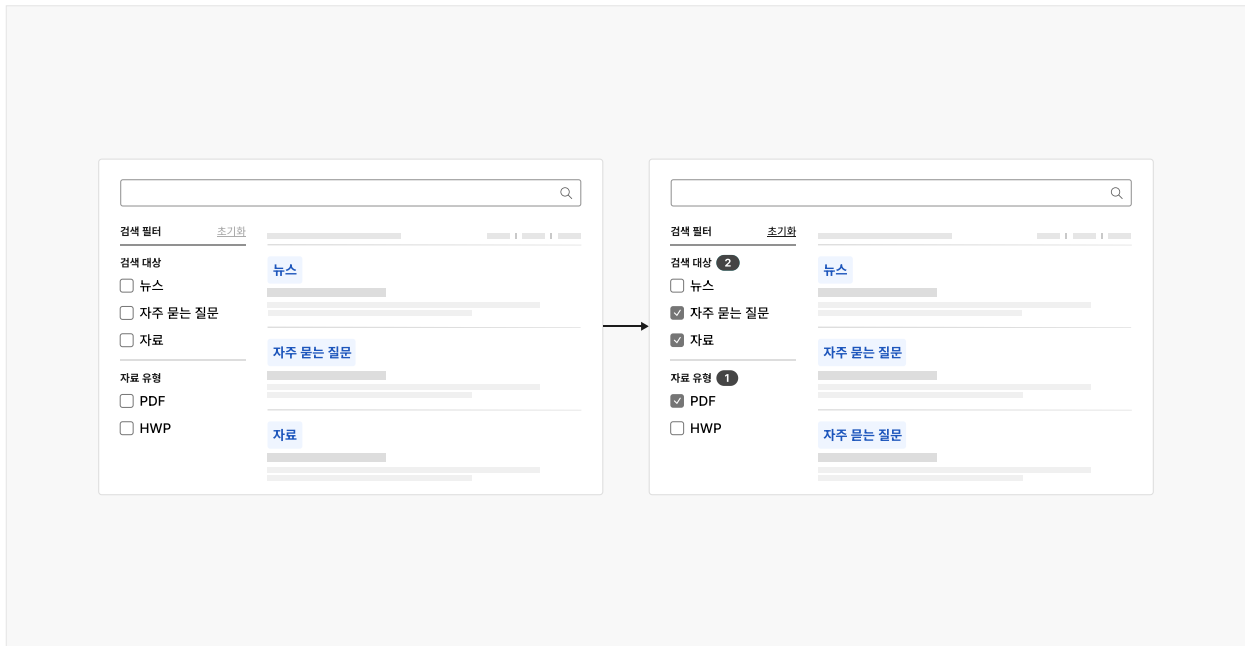 검색 필터 초기화
검색 대상
뉴스
자주 묻는 질문
자료
자료 유형
PDF
HWP
뉴스
자주 묻는 질문
자료
검색 필터 초기화
검색 대상 2
뉴스
자주 묻는 질문
자료
자료 유형 1
PDF
HWP
뉴스
자주 묻는 질문
자주 묻는 질문